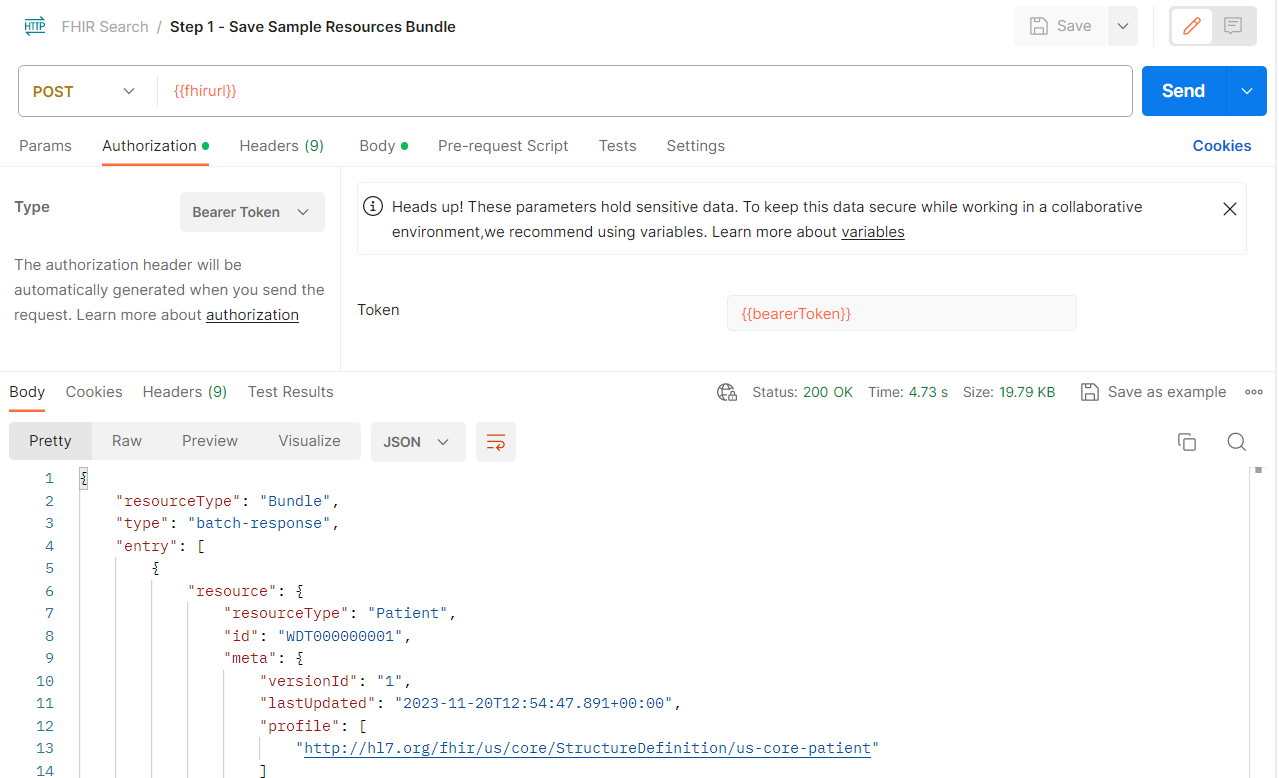 HTTP FHIR Search / Step 1 - Save Sample Resources Bundle Save
POST {{fhirurl}} Send
Params Authorization Headers (9) Body Pre-request Script Tests Settings Cookies
Type Bearer Token
The authorization header will be
automatically generated when you send the
request. Learn more about authorization
Heads up! These parameters hold sensitive data. To keep this data secure while working in a collaborative
environment,we recommend using variables. Learn more about variables
Token {{bearerToken}}
Body Cookies Headers (9) Test Results Status: 200 OK Time: 4.73 s Size: 19.79 KB Save as example
Pretty Raw Preview Visualize JSON
1 {
2 "resourceType": "Bundle",
3 "type": "batch-response",
4 "entry": [
5 {
6 "resource": {
7 "resourceType": "Patient",
8 "id": "WDT000000001",
9 "meta": {
10 "versionId": "1",
11 "lastUpdated": "2023-11-20T12:54:47.891+00:00",
12 "profile": [
13 "http://hl7.org/fhir/us/core/StructureDefinition/us-core-patient"
14 ]